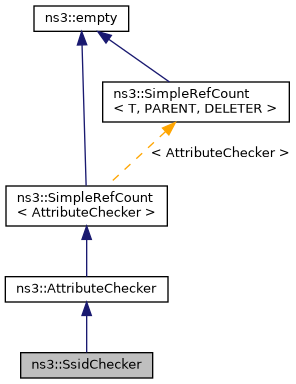 ns3::empty
ns3::SimpleRefCount
< T, PARENT, DELETER >
< AttributeChecker >
ns3::SimpleRefCount
< AttributeChecker >
ns3::AttributeChecker
ns3::SsidChecker